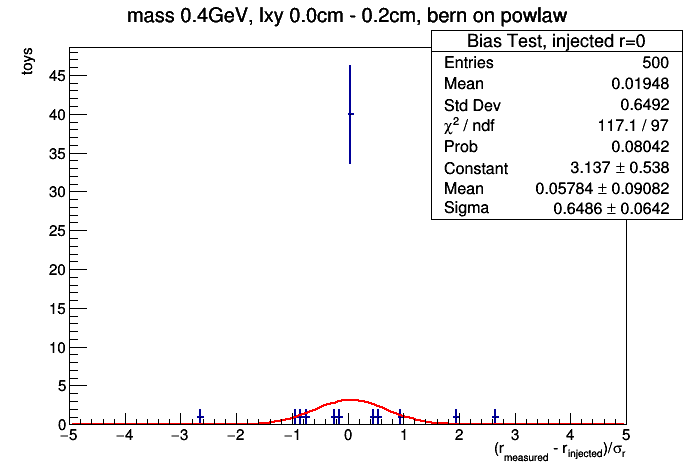 mass 0.4GeV, lxy 0.0cm - 0.2cm, bern on powlaw
toys
Bias Test, injected r=0
Entries 500
Mean 0.01948
Std Dev 0.6492
χ² / ndf 117.1 / 97
Prob 0.08042
Constant 3.137 ± 0.538
Mean 0.05784 ± 0.09082
Sigma 0.6486 ± 0.0642
45
40
35
30
25
20
15
10
5
0
−5 −4 −3 −2 −1 0 1 2 3 4 5
(r_measured - r_injected)/σ_r